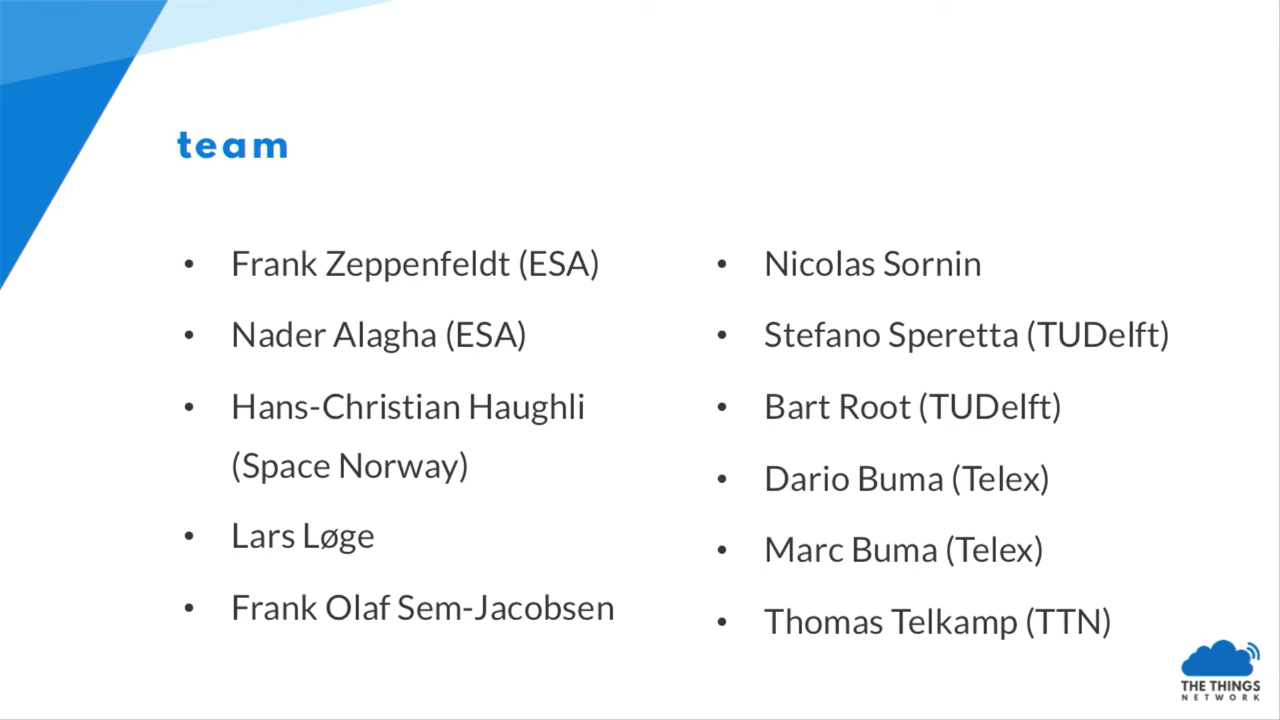 team
• Frank Zeppenfeldt (ESA)
• Nader Alagha (ESA)
• Hans-Christian Haughli
(Space Norway)
• Lars Løge
• Frank Olaf Sem-Jacobsen
• Nicolas Sornin
• Stefano Speretta (TUDelft)
• Bart Root (TUDelft)
• Dario Buma (Telex)
• Marc Buma (Telex)
• Thomas Telkamp (TTN)
THE THINGS
NETWORK